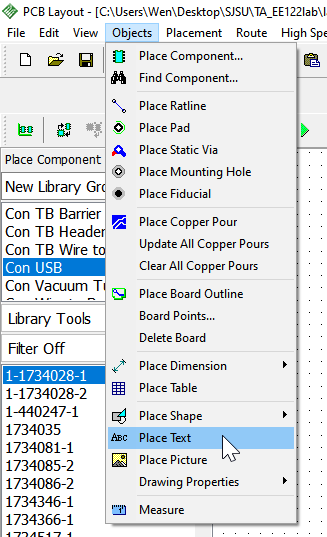 PCB Layout - [C:\Users\Wen\Desktop\SJSU\TA_EE122lab\
File Edit View Objects Placement Route High Spe
Place Component
New Library Gro
Con TB Barrier
Con TB Header
Con TB Wire to
Con USB
Con Vacuum Tu
Library Tools
Filter Off
1-1734028-1
1-1734028-2
1-440247-1
1734035
1734081-1
1734085-2
1734086-2
1734346-1
1734366-1
1734517-1
Place Component...
Find Component...
Place Ratline
Place Pad
Place Static Via
Place Mounting Hole
Place Fiducial
Place Copper Pour
Update All Copper Pours
Clear All Copper Pours
Place Board Outline
Board Points...
Delete Board
Place Dimension
Place Table
Place Shape
ABC Place Text
Place Picture
Drawing Properties
Measure